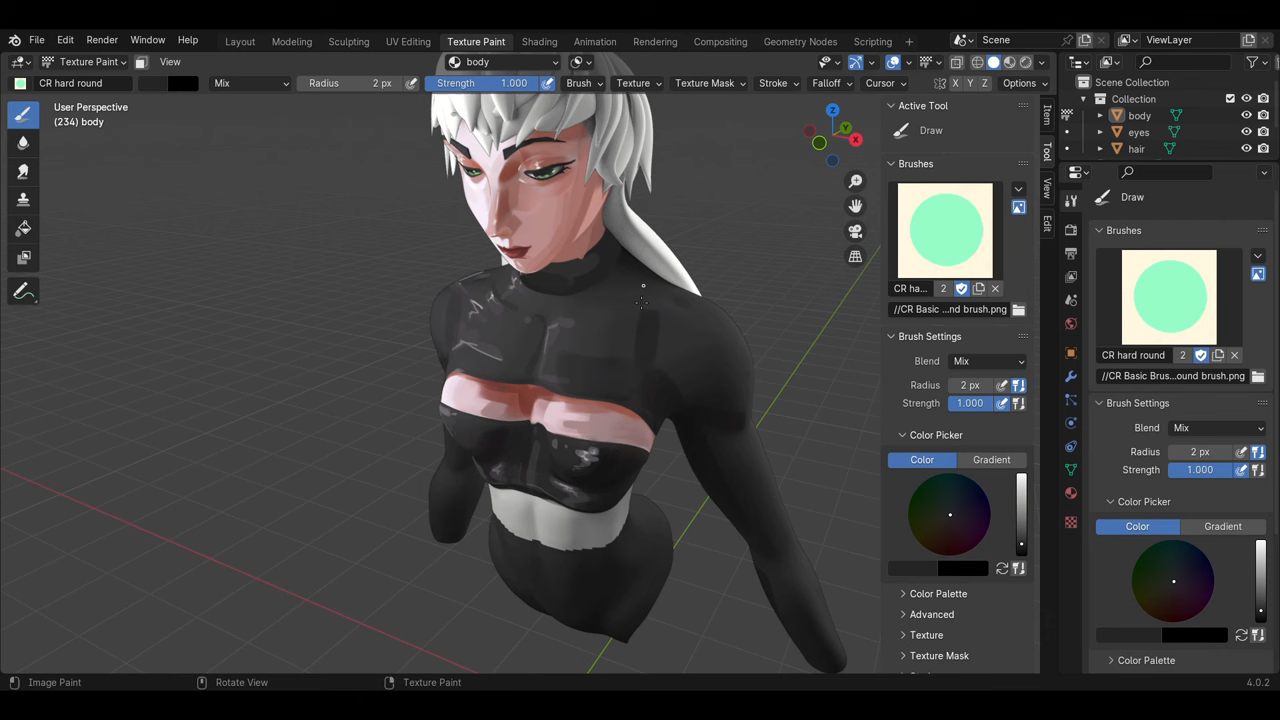 File Edit Render Window Help Layout Modeling Sculpting UV Editing Texture Paint Shading Animation Rendering Compositing Geometry Nodes Scripting + Scene ViewLayer
Texture Paint View body
CR hard round Mix Radius 2 px Strength 1.000 Brush Texture Texture Mask Stroke Falloff Cursor X Y Z Options
User Perspective
(234) body
Z
Y
X
Active Tool
Draw
Brushes
CR ha... 2
//CR Basic ...nd brush.png
Brush Settings
Blend Mix
Radius 2 px
Strength 1.000
Color Picker
Color Gradient
Color Palette
Advanced
Texture
Texture Mask
Item
Tool
View
Edit
Scene Collection
Collection
body
eyes
hair
Draw
Brushes
CR hard round 2
//CR Basic Brus...ound brush.png
Brush Settings
Blend Mix
Radius 2 px
Strength 1.000
Color Picker
Color Gradient
Color Palette
Image Paint Rotate View Texture Paint 4.0.2